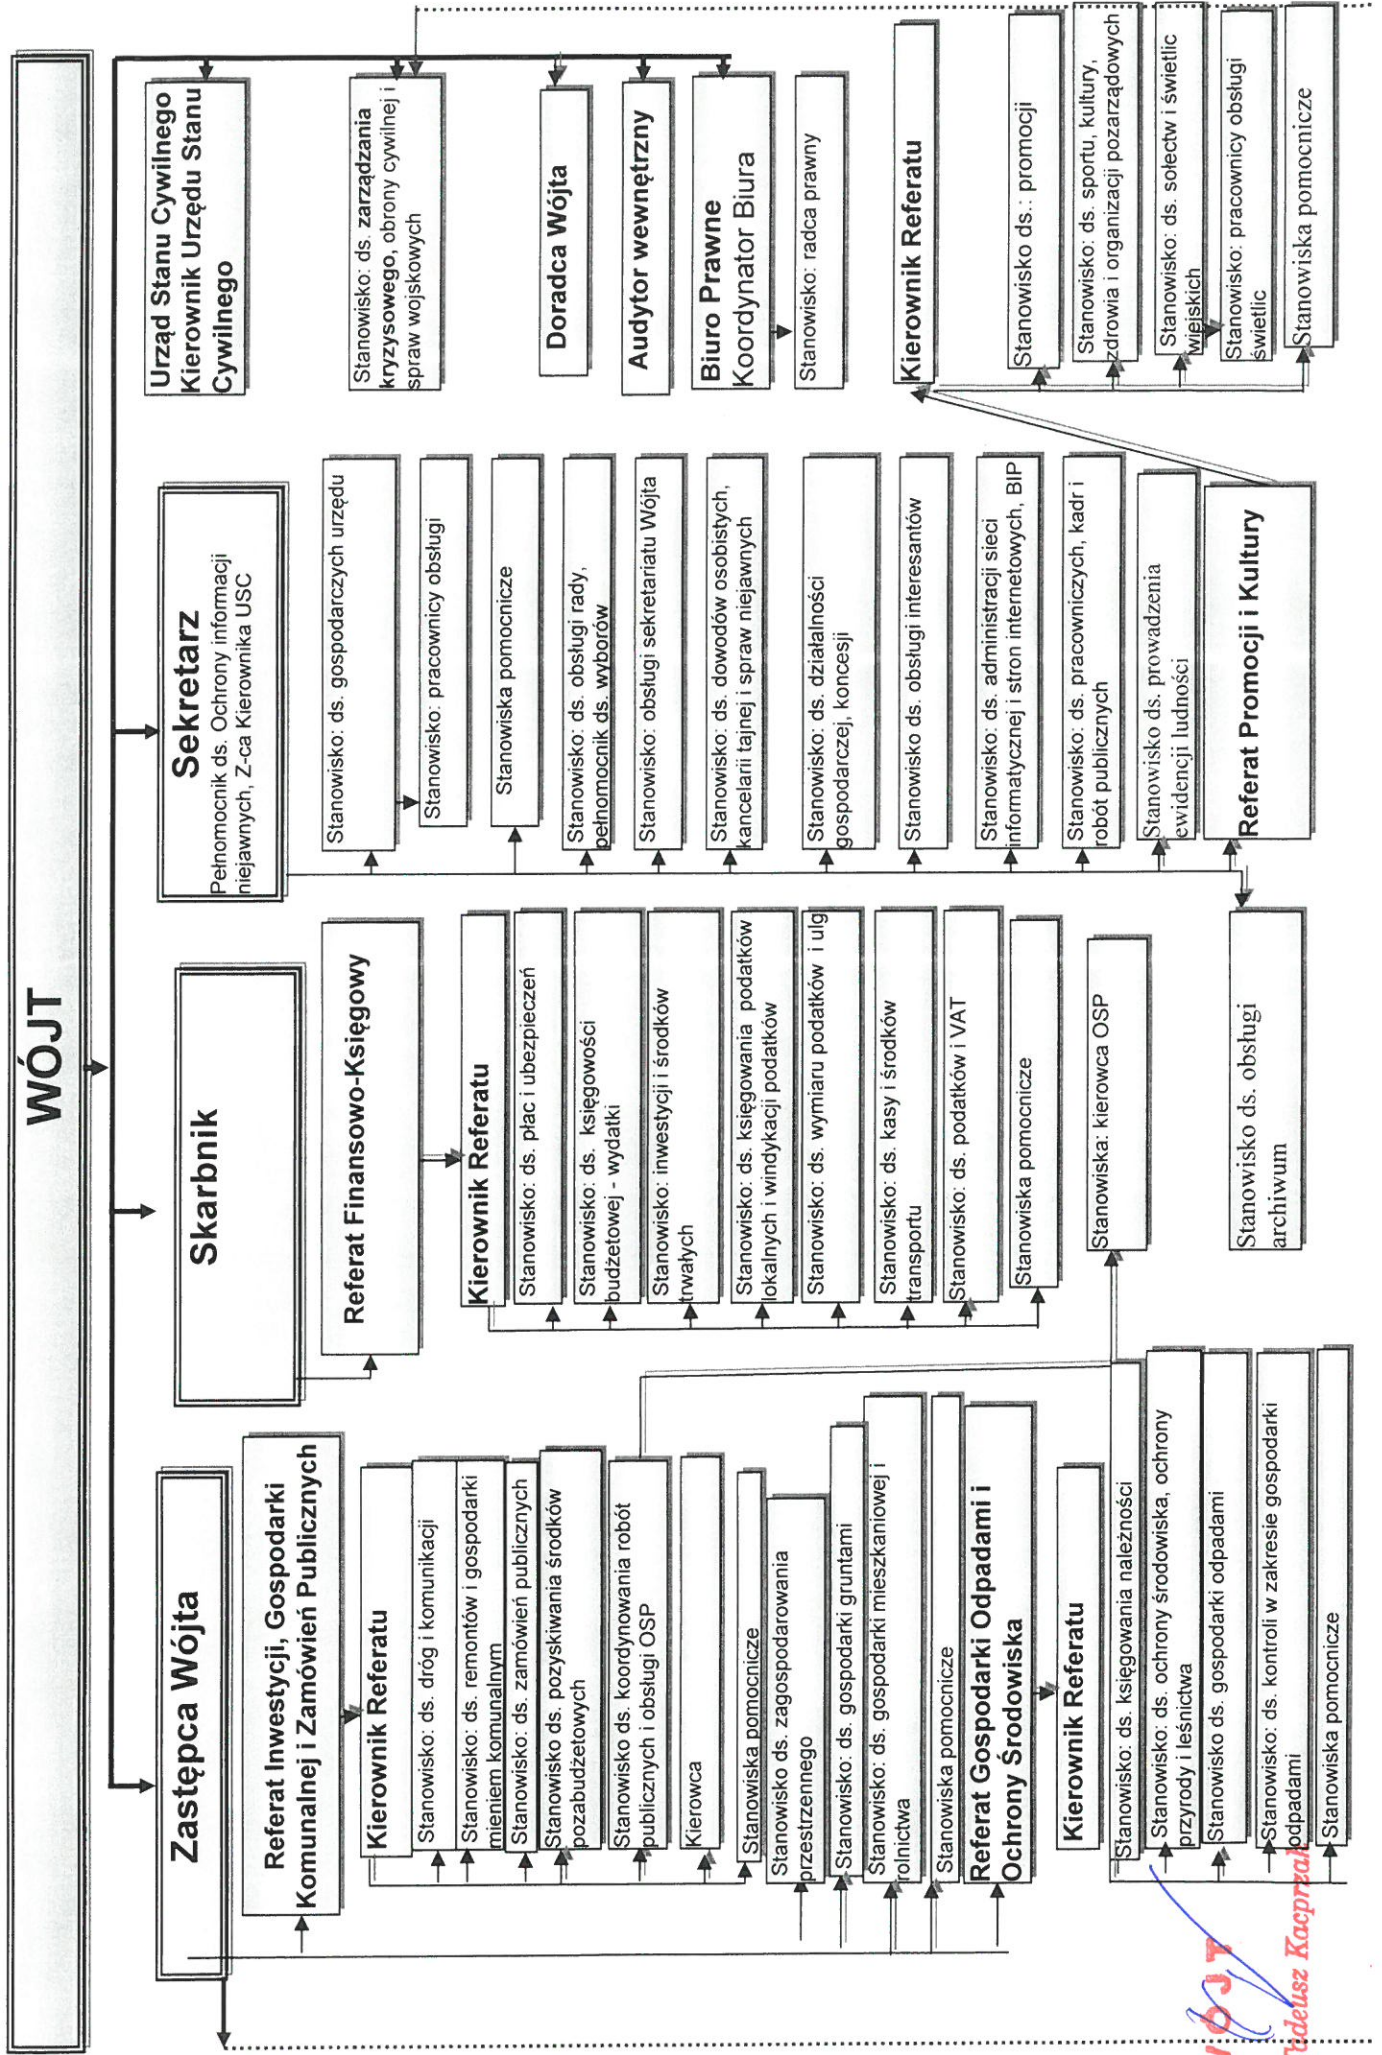 WÓJT
Zastępca Wójta
Referat Inwestycji, Gospodarki
Komunalnej i Zamówień Publicznych
Kierownik Referatu
Stanowisko: ds. dróg i komunikacji
Stanowisko: ds. remontów i gospodarki
mieniem komunalnym
Stanowisko: ds. zamówień publicznych
Stanowisko ds. pozyskiwania środków
pozabudżetowych
Stanowisko ds. koordynowania robót
publicznych i obsługi OSP
Kierowca
Stanowiska pomocnicze
Stanowisko ds. zagospodarowania
przestrzennego
Stanowisko: ds. gospodarki gruntami
Stanowisko: ds. gospodarki mieszkaniowej i
rolnictwa
Stanowiska pomocnicze
Referat Gospodarki Odpadami i
Ochrony Środowiska
Kierownik Referatu
Stanowisko: ds. księgowania należności
Stanowisko: ds. ochrony środowiska, ochrony
przyrody i leśnictwa
Stanowisko ds. gospodarki odpadami
Stanowisko: ds. kontroli w zakresie gospodarki
odpadami
Stanowiska pomocnicze
Skarbnik
Referat Finansowo-Księgowy
Kierownik Referatu
Stanowisko: ds. płac i ubezpieczeń
Stanowisko: ds. księgowości
budżetowej - wydatki
Stanowisko: inwestycji i środków
trwałych
Stanowisko: ds. księgowania podatków
lokalnych i windykacji podatków
Stanowisko: ds. wymiaru podatków i ulg
Stanowisko: ds. kasy i środków
transportu
Stanowisko: ds. podatków i VAT
Stanowiska pomocnicze
Stanowiska: kierowca OSP
Stanowisko ds. obsługi
archiwum
Sekretarz
Pełnomocnik ds. Ochrony informacji
niejawnych, Z-ca Kierownika USC
Stanowisko: ds. gospodarczych urzędu
Stanowisko: pracownicy obsługi
Stanowiska pomocnicze
Stanowisko: ds. obsługi rady,
pełnomocnik ds. wyborów
Stanowisko: obsługi sekretariatu Wójta
Stanowisko: ds. dowodów osobistych,
kancelarii tajnej i spraw niejawnych
Stanowisko: ds. działalności
gospodarczej, koncesji
Stanowisko ds. obsługi interesantów
Stanowisko: ds. administracji sieci
informatycznej i stron internetowych, BIP
Stanowisko: ds. pracowniczych, kadr i
robót publicznych
Stanowisko ds. prowadzenia
ewidencji ludności
Referat Promocji i Kultury
Urząd Stanu Cywilnego
Kierownik Urzędu Stanu
Cywilnego
Stanowisko: ds. zarządzania
kryzysowego, obrony cywilnej i
spraw wojskowych
Doradca Wójta
Audytor wewnętrzny
Biuro Prawne
Koordynator Biura
Stanowisko: radca prawny
Kierownik Referatu
Stanowisko ds.: promocji
Stanowisko: ds. sportu, kultury,
zdrowia i organizacji pozarządowych
Stanowisko: ds. sołectw i świetlic
wiejskich
Stanowisko: pracownicy obsługi
świetlic
Stanowiska pomocnicze
WÓJT
Tadeusz Kacprzak